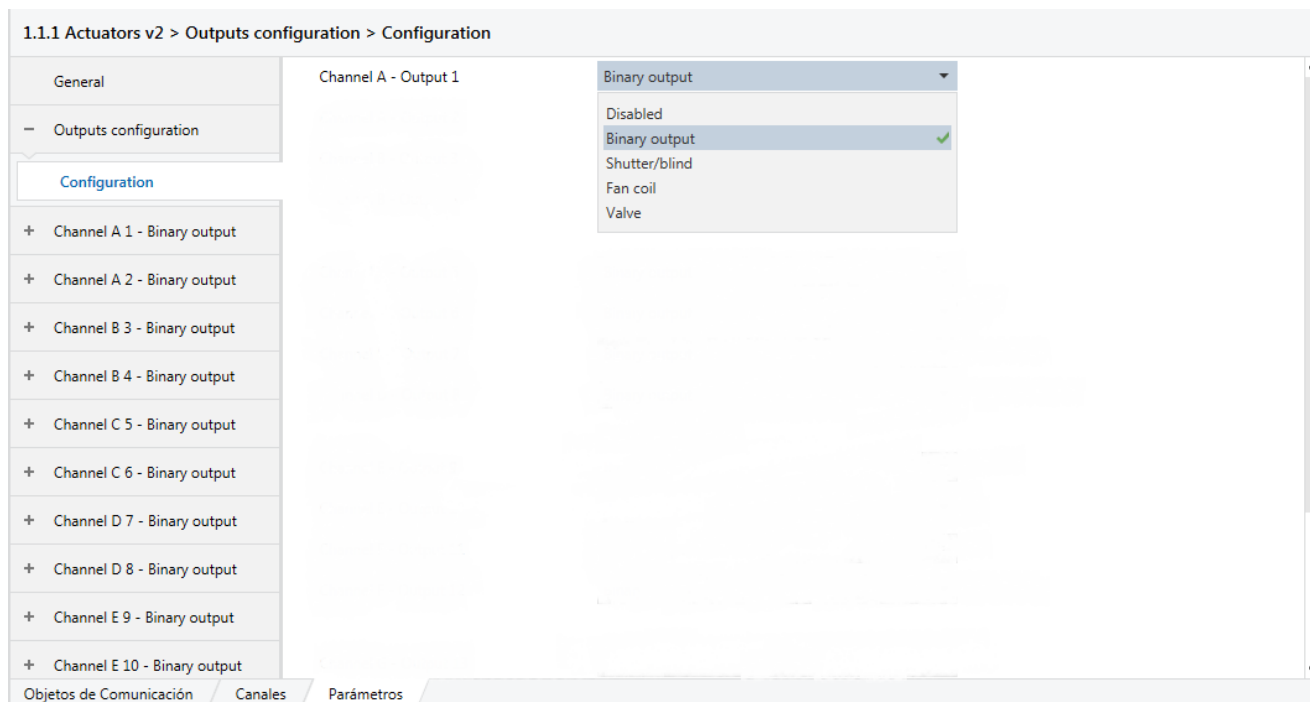 1.1.1 Actuators v2 > Outputs configuration > Configuration
General
− Outputs configuration
Configuration
+ Channel A 1 - Binary output
+ Channel A 2 - Binary output
+ Channel B 3 - Binary output
+ Channel B 4 - Binary output
+ Channel C 5 - Binary output
+ Channel C 6 - Binary output
+ Channel D 7 - Binary output
+ Channel D 8 - Binary output
+ Channel E 9 - Binary output
+ Channel E 10 - Binary output
Channel A - Output 1
Binary output
Disabled
Binary output
Shutter/blind
Fan coil
Valve
Objetos de Comunicación / Canales / Parámetros /